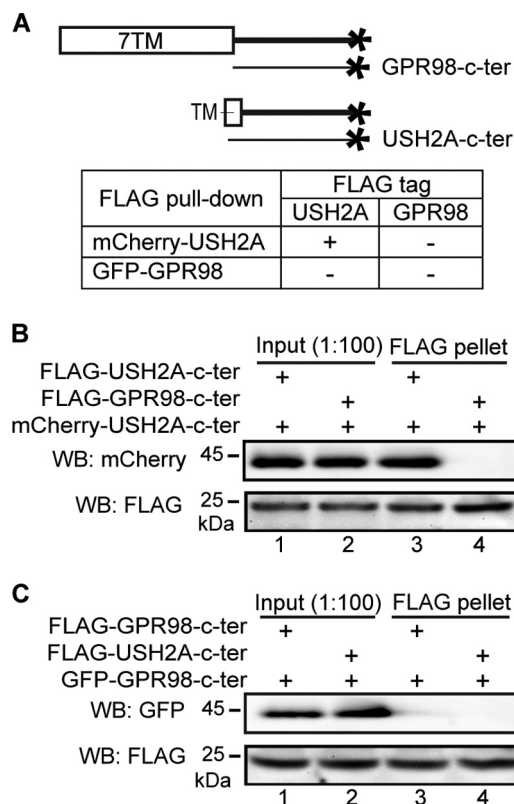 A
7TM
GPR98-c-ter
TM
USH2A-c-ter
FLAG pull-down FLAG tag
USH2A GPR98
mCherry-USH2A + -
GFP-GPR98 - -
B
Input (1:100) FLAG pellet
FLAG-USH2A-c-ter + +
FLAG-GPR98-c-ter + +
mCherry-USH2A-c-ter + + + +
WB: mCherry 45
WB: FLAG 25
kDa 1 2 3 4
C
Input (1:100) FLAG pellet
FLAG-GPR98-c-ter + +
FLAG-USH2A-c-ter + +
GFP-GPR98-c-ter + + + +
WB: GFP 45
WB: FLAG 25
kDa 1 2 3 4